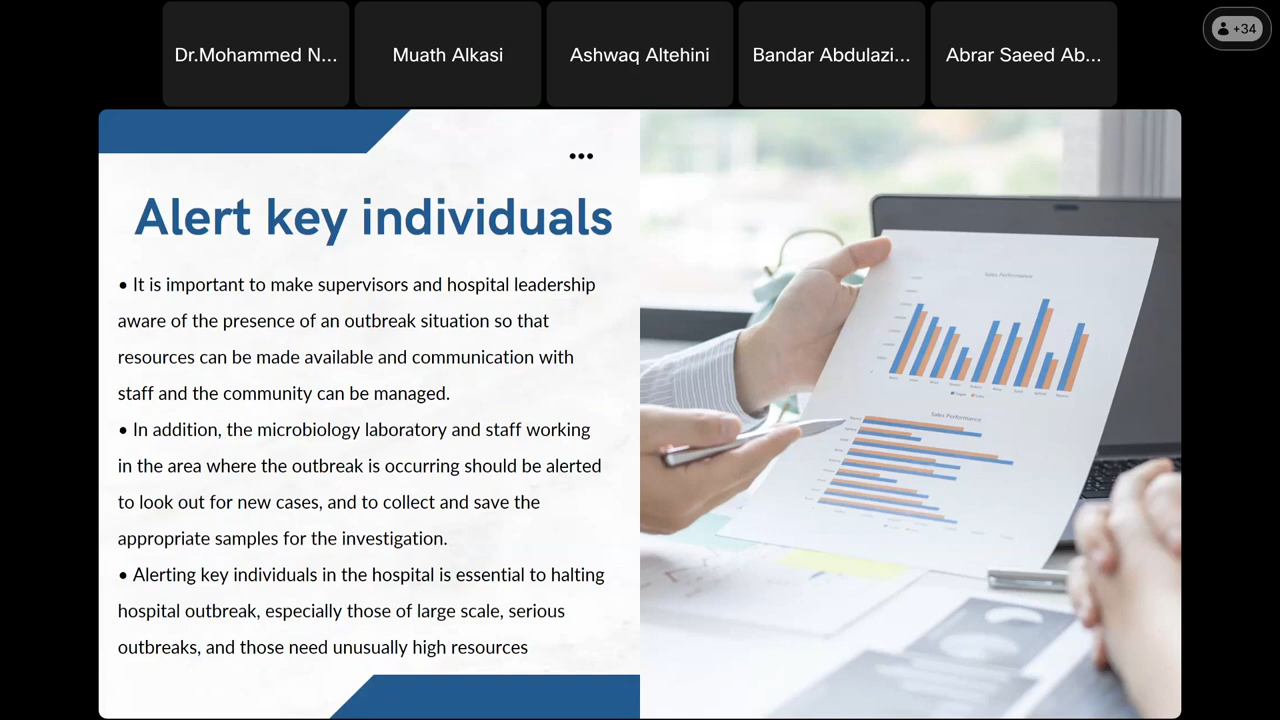 Dr.Mohammed N...
Muath Alkasi
Ashwaq Altehini
Bandar Abdulazi...
Abrar Saeed Ab...
+34
•••
Alert key individuals
• It is important to make supervisors and hospital leadership
aware of the presence of an outbreak situation so that
resources can be made available and communication with
staff and the community can be managed.
• In addition, the microbiology laboratory and staff working
in the area where the outbreak is occurring should be alerted
to look out for new cases, and to collect and save the
appropriate samples for the investigation.
• Alerting key individuals in the hospital is essential to halting
hospital outbreak, especially those of large scale, serious
outbreaks, and those need unusually high resources
Sales Performance
Sales Performance